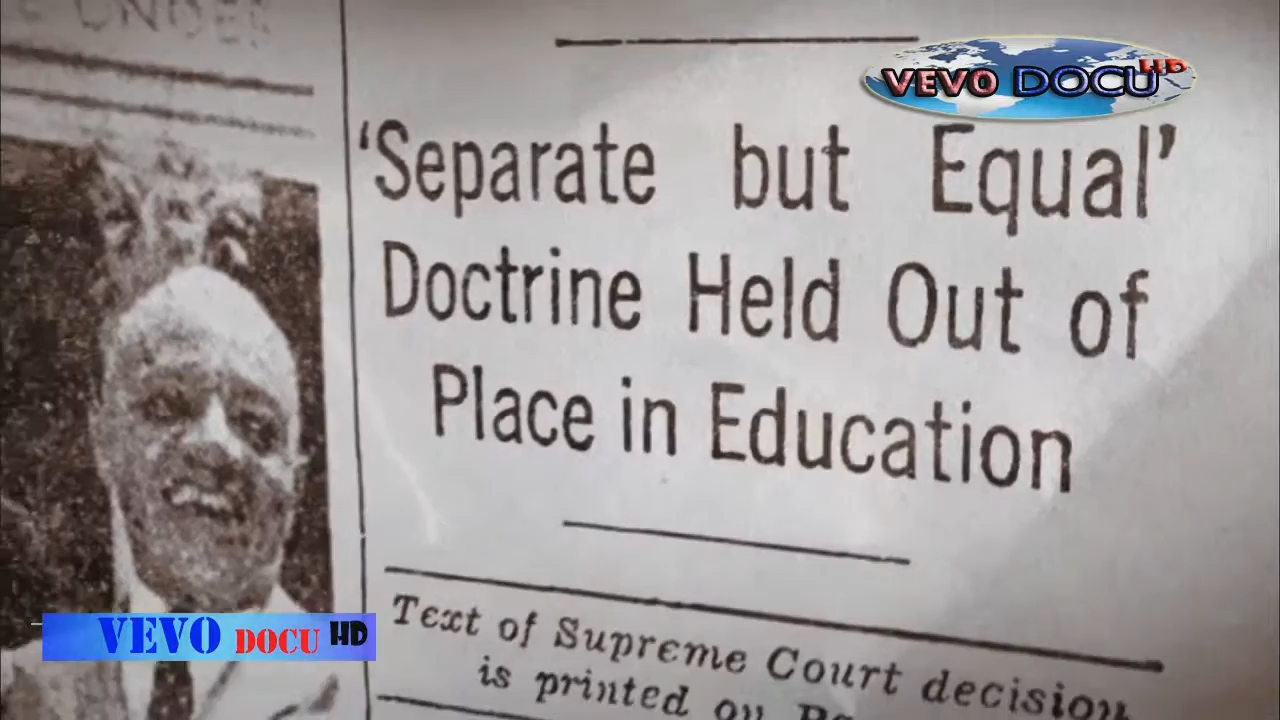 UNDER
VEVO DOCU HD
'Separate but Equal'
Doctrine Held Out of
Place in Education
Text of Supreme Court decision
is printed on
VEVO DOCU HD